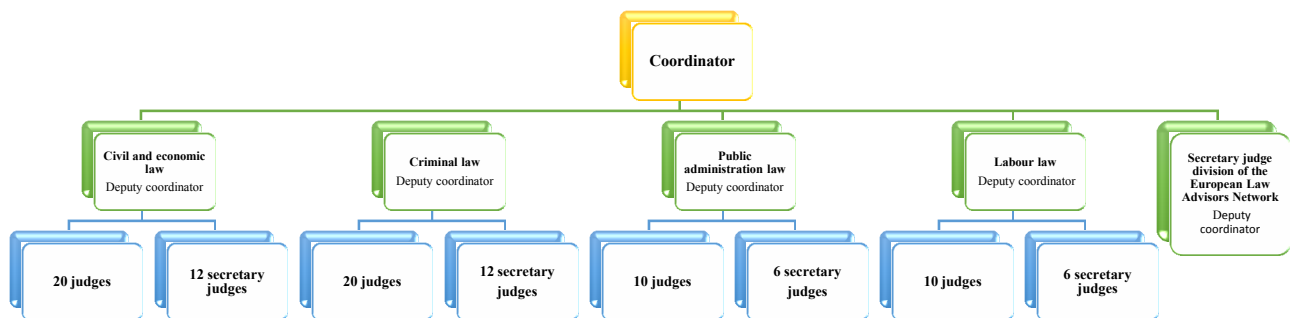 Coordinator
Civil and economic
law
Deputy coordinator
Criminal law
Deputy coordinator
Public
administration law
Deputy coordinator
Labour law
Deputy coordinator
Secretary judge
division of the
European Law
Advisors Network
Deputy
coordinator
20 judges
12 secretary
judges
20 judges
12 secretary
judges
10 judges
6 secretary
judges
10 judges
6 secretary
judges